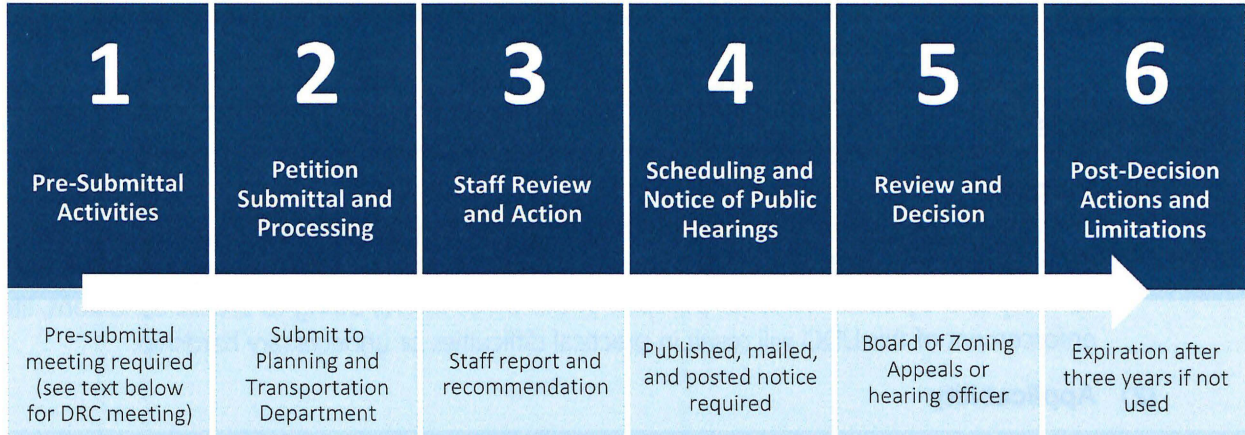 1
Pre-Submittal
Activities
Pre-submittal
meeting required
(see text below
for DRC meeting)
2
Petition
Submittal and
Processing
Submit to
Planning and
Transportation
Department
3
Staff Review
and Action
Staff report and
recommendation
4
Scheduling and
Notice of Public
Hearings
Published, mailed,
and posted notice
required
5
Review and
Decision
Board of Zoning
Appeals or
hearing officer
6
Post-Decision
Actions and
Limitations
Expiration after
three years if not
used